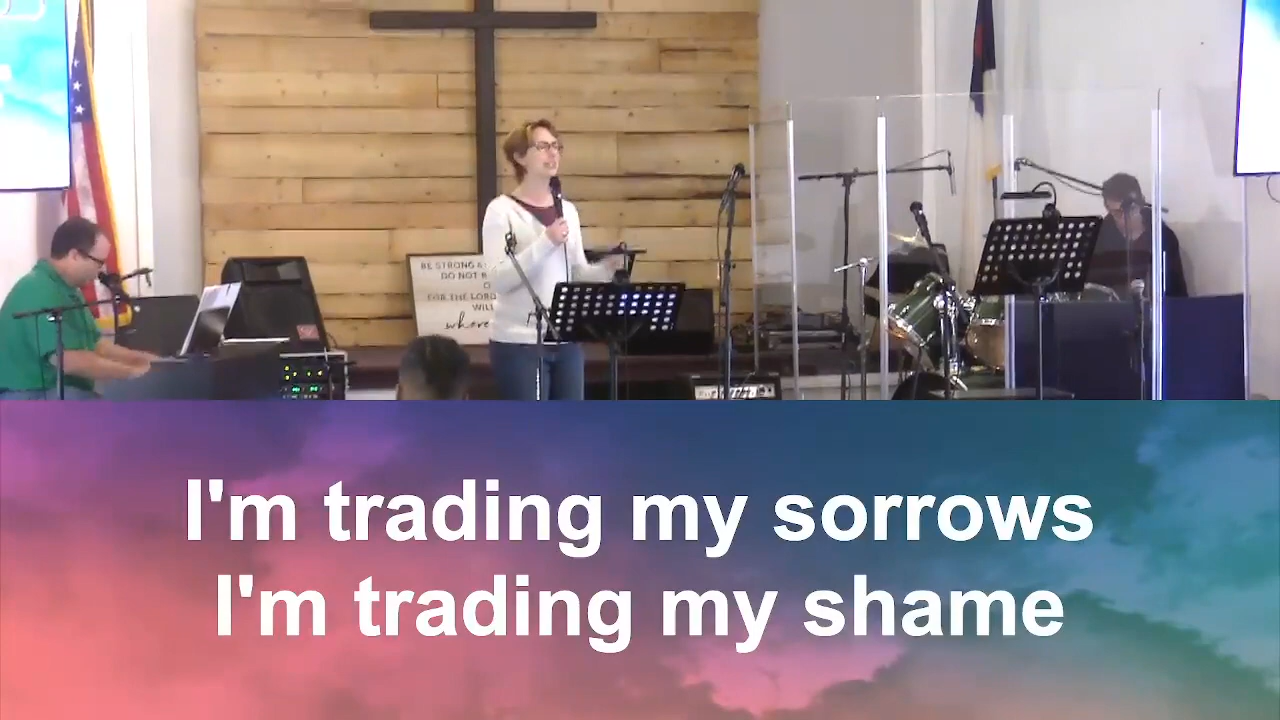 BE STRONG &
DO NOT B
FOR THE LORD
WILL
where
I'm trading my sorrows
I'm trading my shame